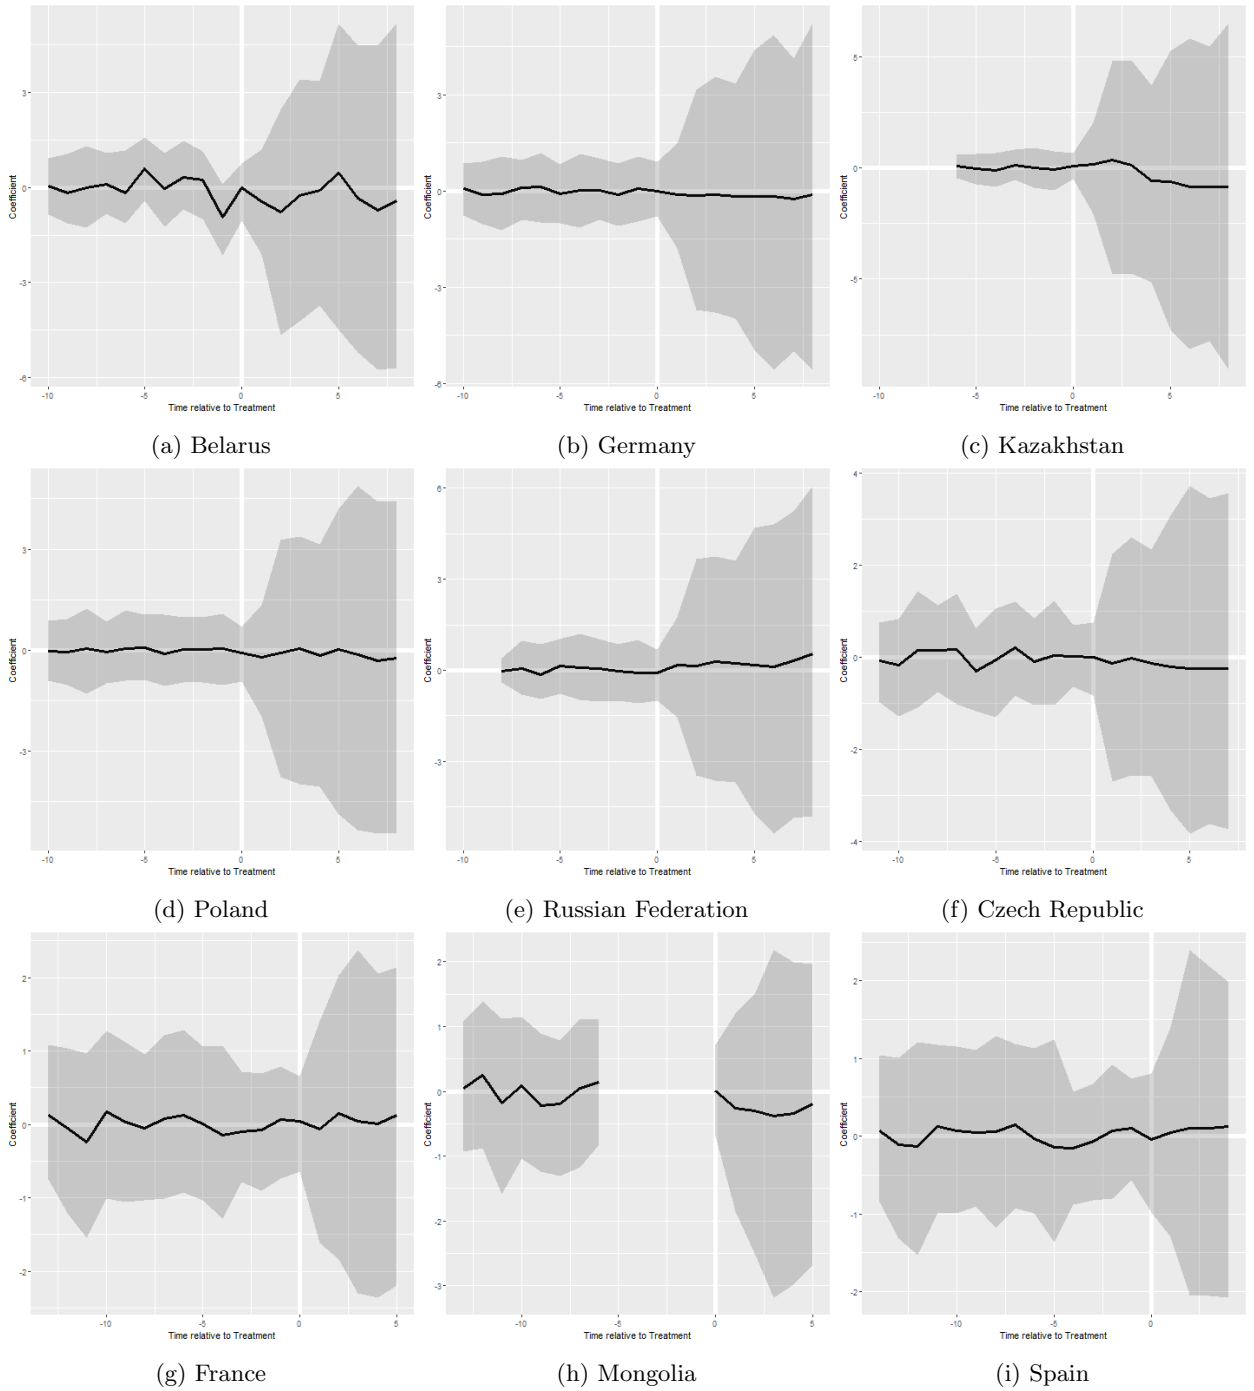 3
0
-3
-6
Coefficient
-10
-5
0
5
Time relative to Treatment
(a) Belarus
3
0
-3
-6
Coefficient
-10
-5
0
5
Time relative to Treatment
(b) Germany
5
0
-5
Coefficient
-10
-5
0
5
Time relative to Treatment
(c) Kazakhstan
3
0
-3
Coefficient
-10
-5
0
5
Time relative to Treatment
(d) Poland
6
3
0
-3
Coefficient
-10
-5
0
5
Time relative to Treatment
(e) Russian Federation
4
2
0
-2
-4
Coefficient
-10
-5
0
5
Time relative to Treatment
(f) Czech Republic
2
1
0
-1
-2
Coefficient
-10
-5
0
5
Time relative to Treatment
(g) France
2
1
0
-1
-2
-3
Coefficient
-10
-5
0
5
Time relative to Treatment
(h) Mongolia
2
1
0
-1
-2
Coefficient
-10
-5
0
Time relative to Treatment
(i) Spain